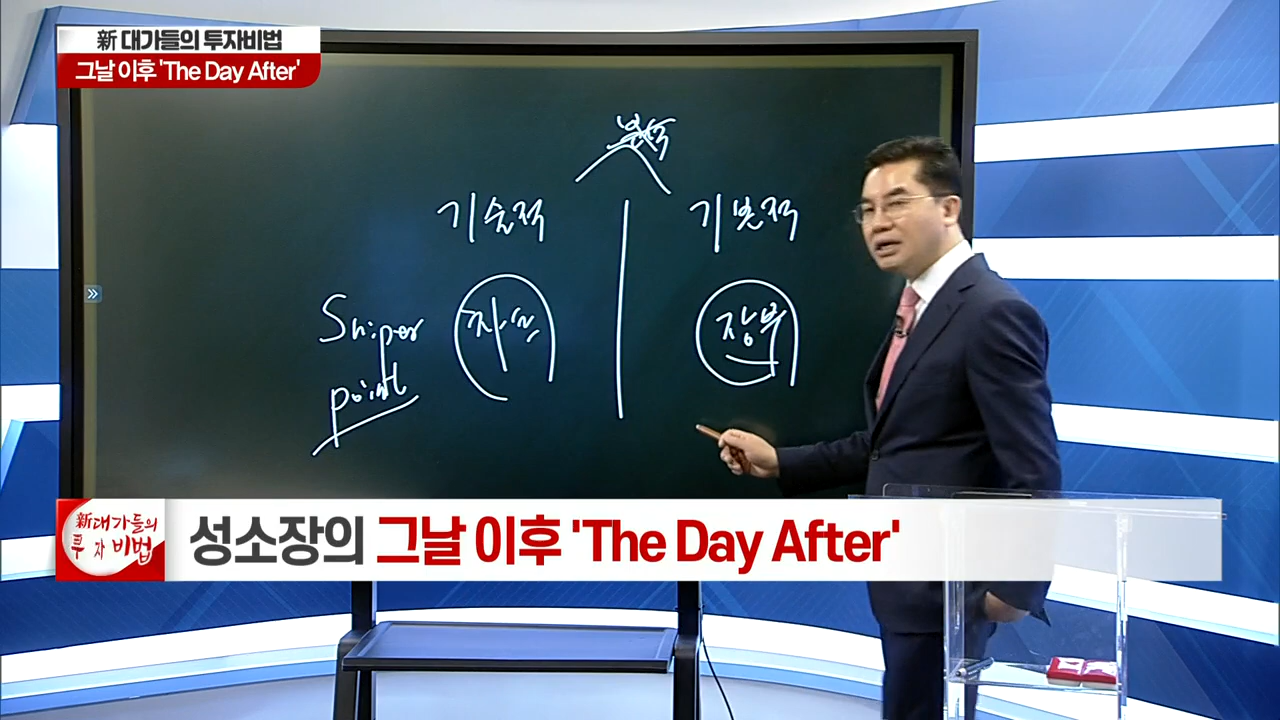 新 대가들의 투자비법
그날 이후 'The Day After'
분석
기술적
기본적
Sniper
point
장부
新 대가들의
투자 비법
성소장의 그날 이후 'The Day After'